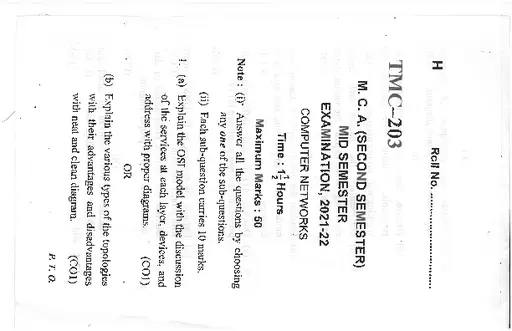 H
Roll No. ..............................
TMC–203
M. C. A. (SECOND SEMESTER)
MID SEMESTER
EXAMINATION, 2021-22
COMPUTER NETWORKS
Time : 1½ Hours
Maximum Marks : 50
Note : (i) Answer all the questions by choosing
any one of the sub-questions.
(ii) Each sub-question carries 10 marks.
1. (a) Explain the OSI model with the discussion
of the services at each layer, devices, and
address with proper diagrams. (CO1)
OR
(b) Explain the various types of the topologies
with their advantages and disadvantages
with neat and clean diagram. (CO1)
P. T. O.